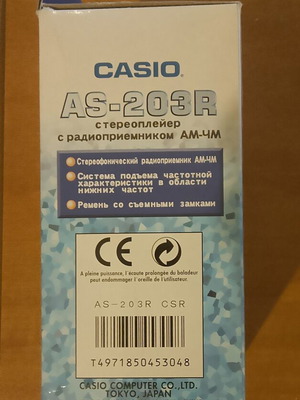 CASIO.
AS-203R
стереоплейер
с радиоприемником АМ-ЧМ
Стереофонический радиоприемник АМ-ЧМ
Система подъема частотной
характеристики в области
нижних частот
Ремень со съемными замками
CE
A pleine puissance, l'écoute prolongée du baladeur
peut endommager l'oreille de l'utilisateur.
AS-203R CSR
T4971850453048
CASIO COMPUTER CO.,LTD.
TOKYO, JAPAN